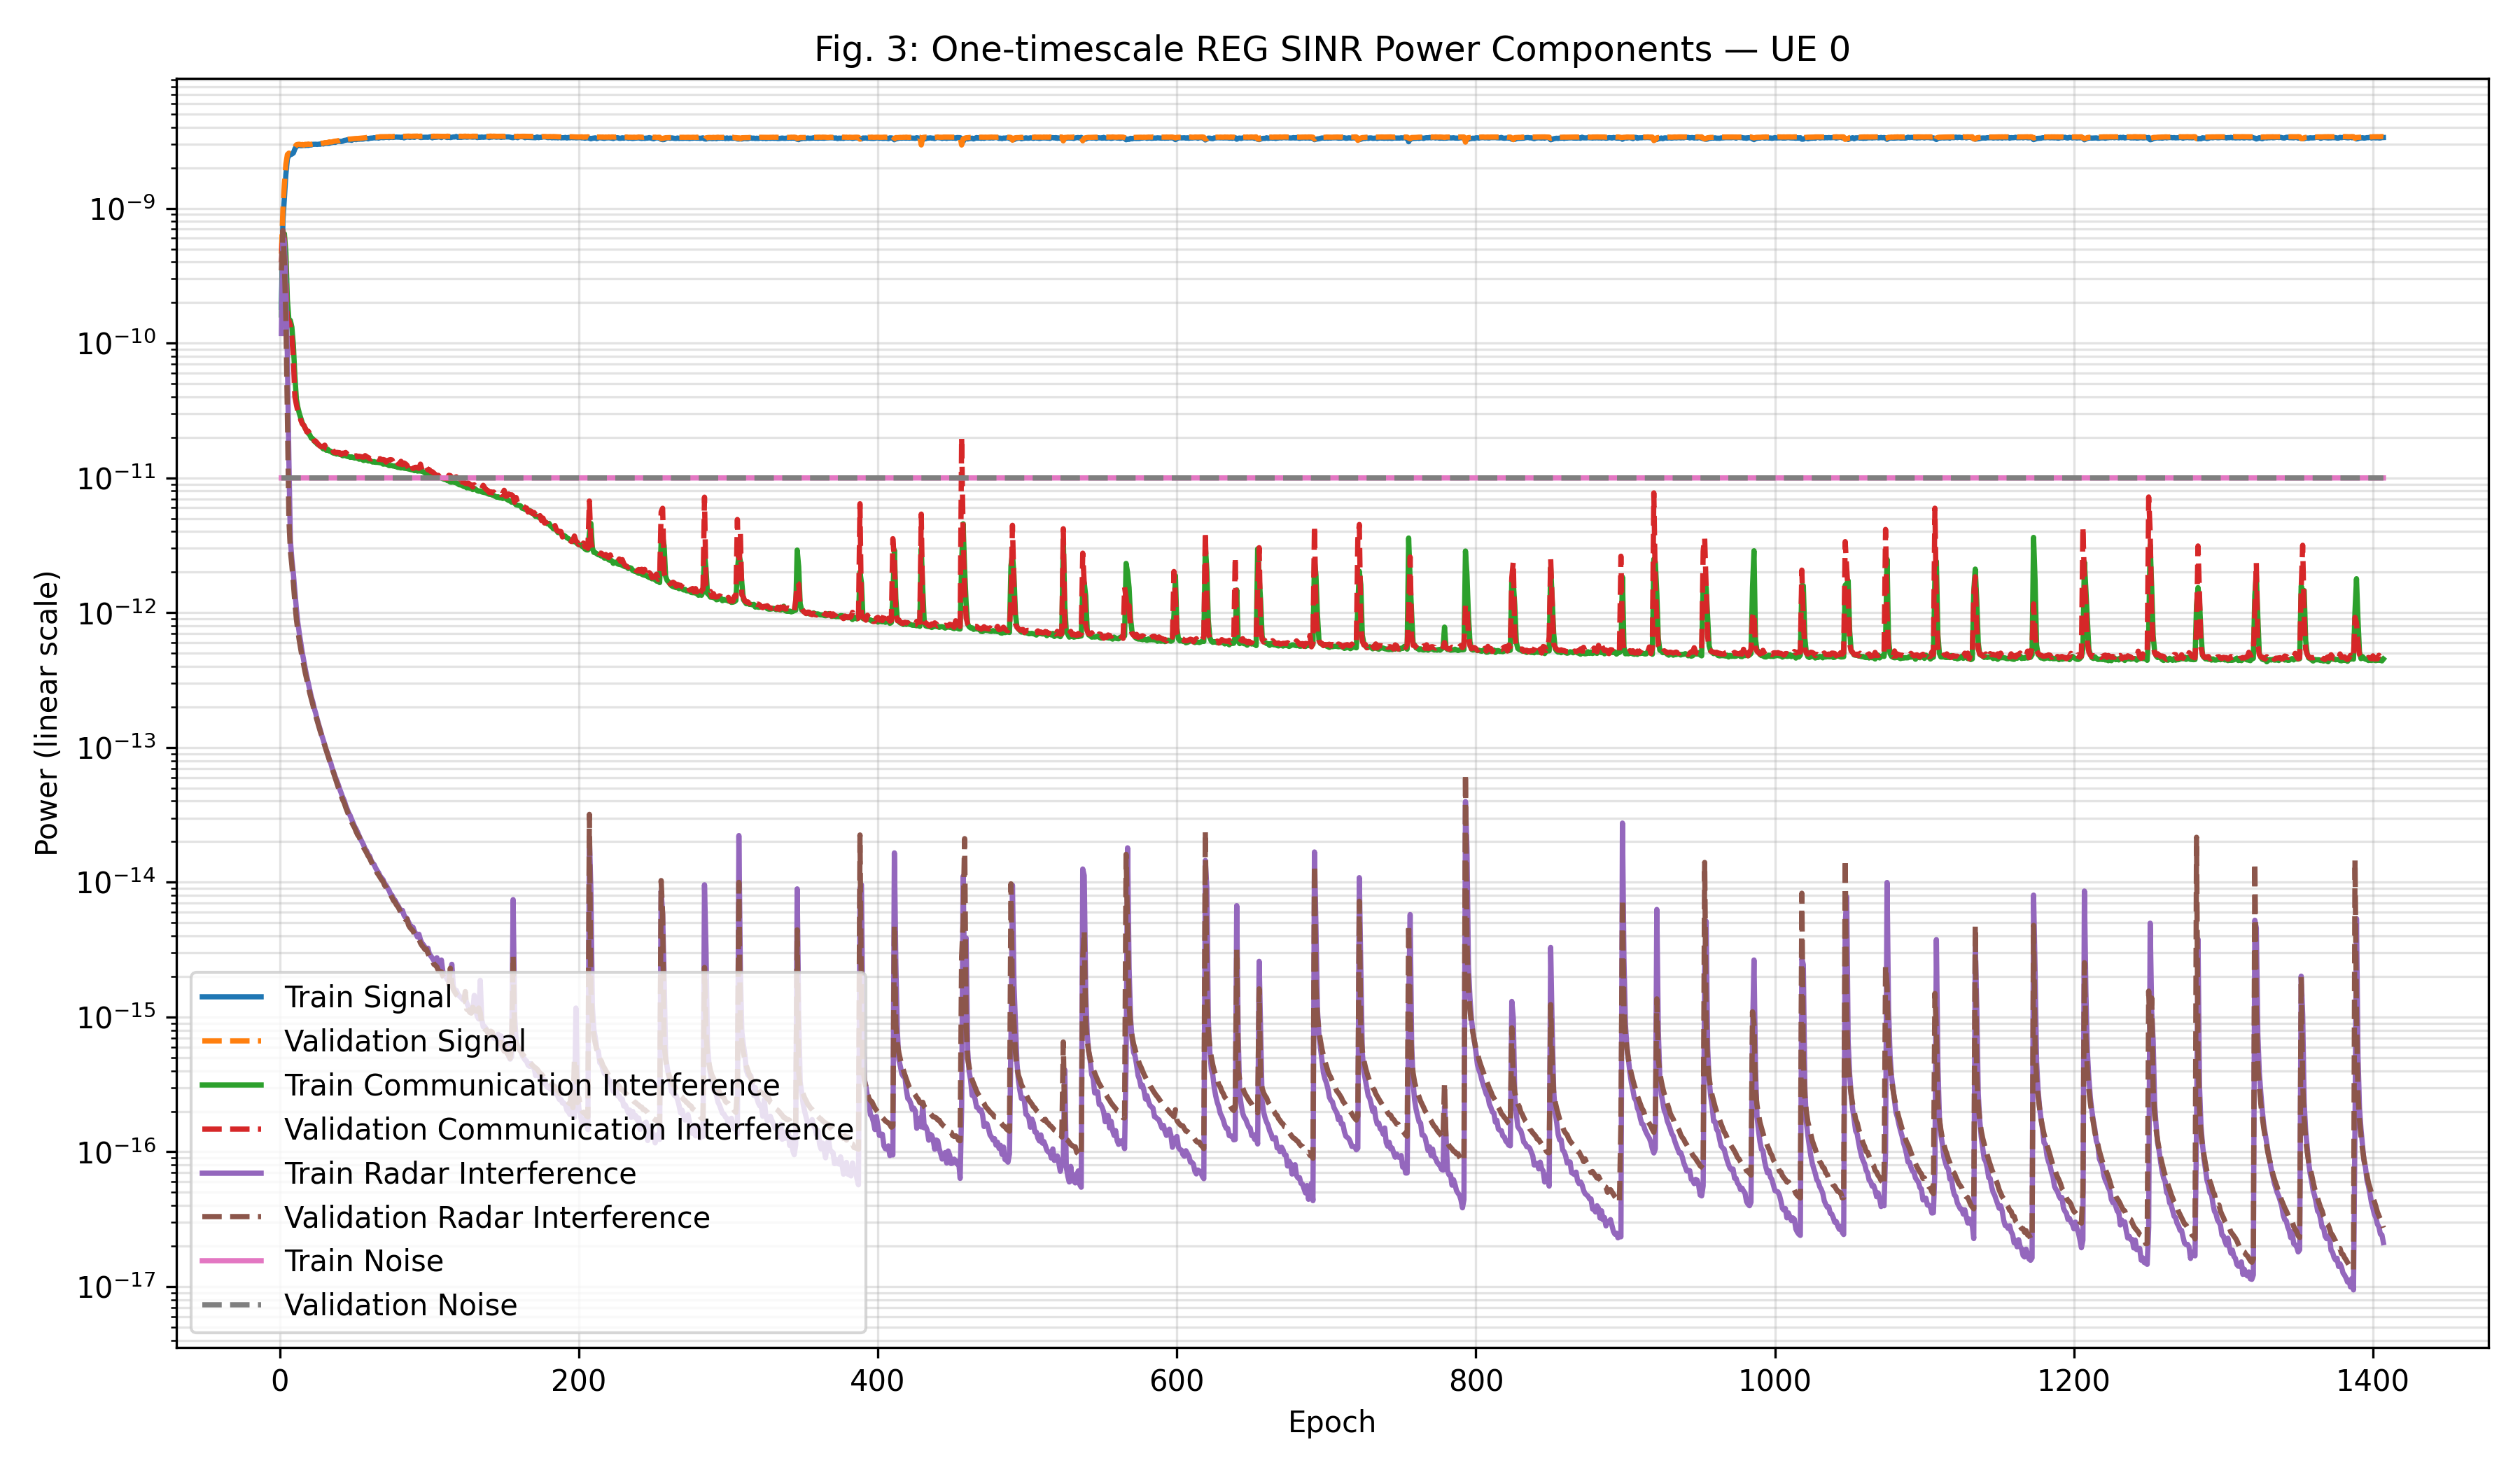 Fig. 3: One-timescale REG SINR Power Components — UE 0
Power (linear scale)
10⁻⁹
10⁻¹⁰
10⁻¹¹
10⁻¹²
10⁻¹³
10⁻¹⁴
10⁻¹⁵
10⁻¹⁶
10⁻¹⁷
Train Signal
Validation Signal
Train Communication Interference
Validation Communication Interference
Train Radar Interference
Validation Radar Interference
Train Noise
Validation Noise
0 200 400 600 800 1000 1200 1400
Epoch